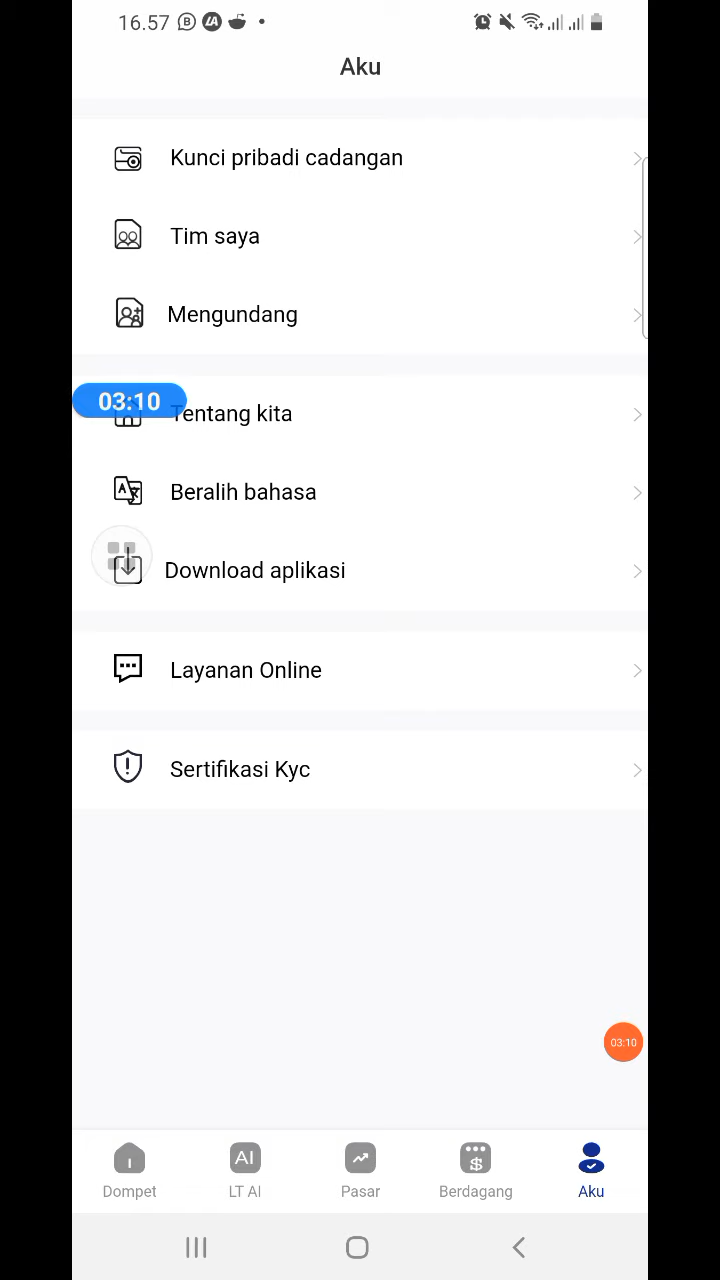 16.57
Aku
Kunci pribadi cadangan
Tim saya
Mengundang
03:10
Tentang kita
Beralih bahasa
Download aplikasi
Layanan Online
Sertifikasi Kyc
03:10
AI
Dompet
LT AI
Pasar
Berdagang
Aku